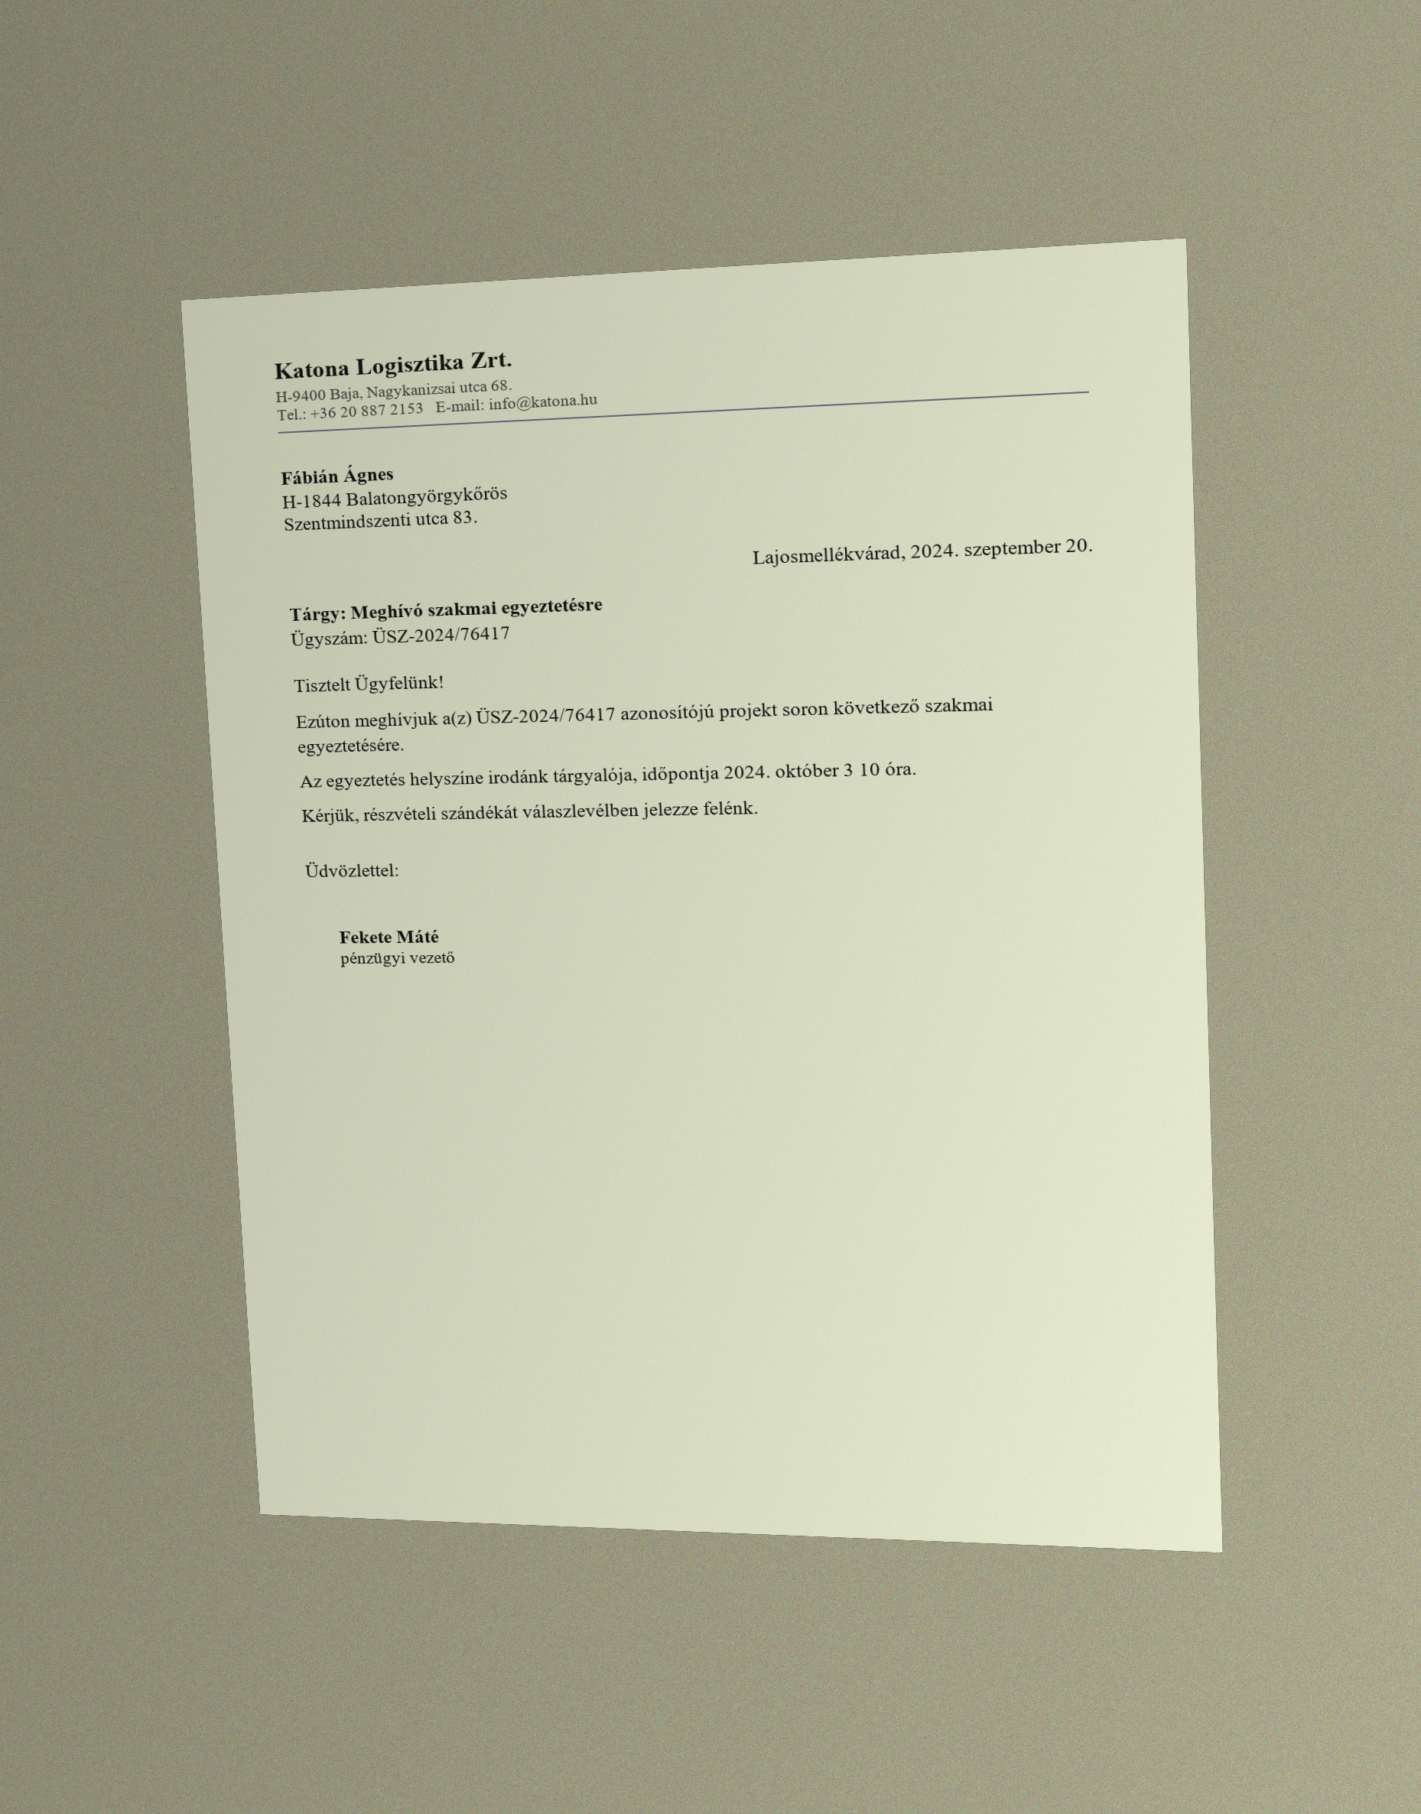 Katona Logisztika Zrt.
H-9400 Baja, Nagykanizsai utca 68.
Tel.: +36 20 887 2153 E-mail: info@katona.hu
Fábián Ágnes
H-1844 Balatongyörgykőrös
Szentmindszenti utca 83.
Lajosmellékvárad, 2024. szeptember 20.
Tárgy: Meghívó szakmai egyeztetésre
Ügyszám: ÜSZ-2024/76417
Tisztelt Ügyfelünk!
Ezúton meghívjuk a(z) ÜSZ-2024/76417 azonosítójú projekt soron következő szakmai
egyeztetésére.
Az egyeztetés helyszíne irodánk tárgyalója, időpontja 2024. október 3 10 óra.
Kérjük, részvételi szándékát válaszlevélben jelezze felénk.
Üdvözlettel:
Fekete Máté
pénzügyi vezető